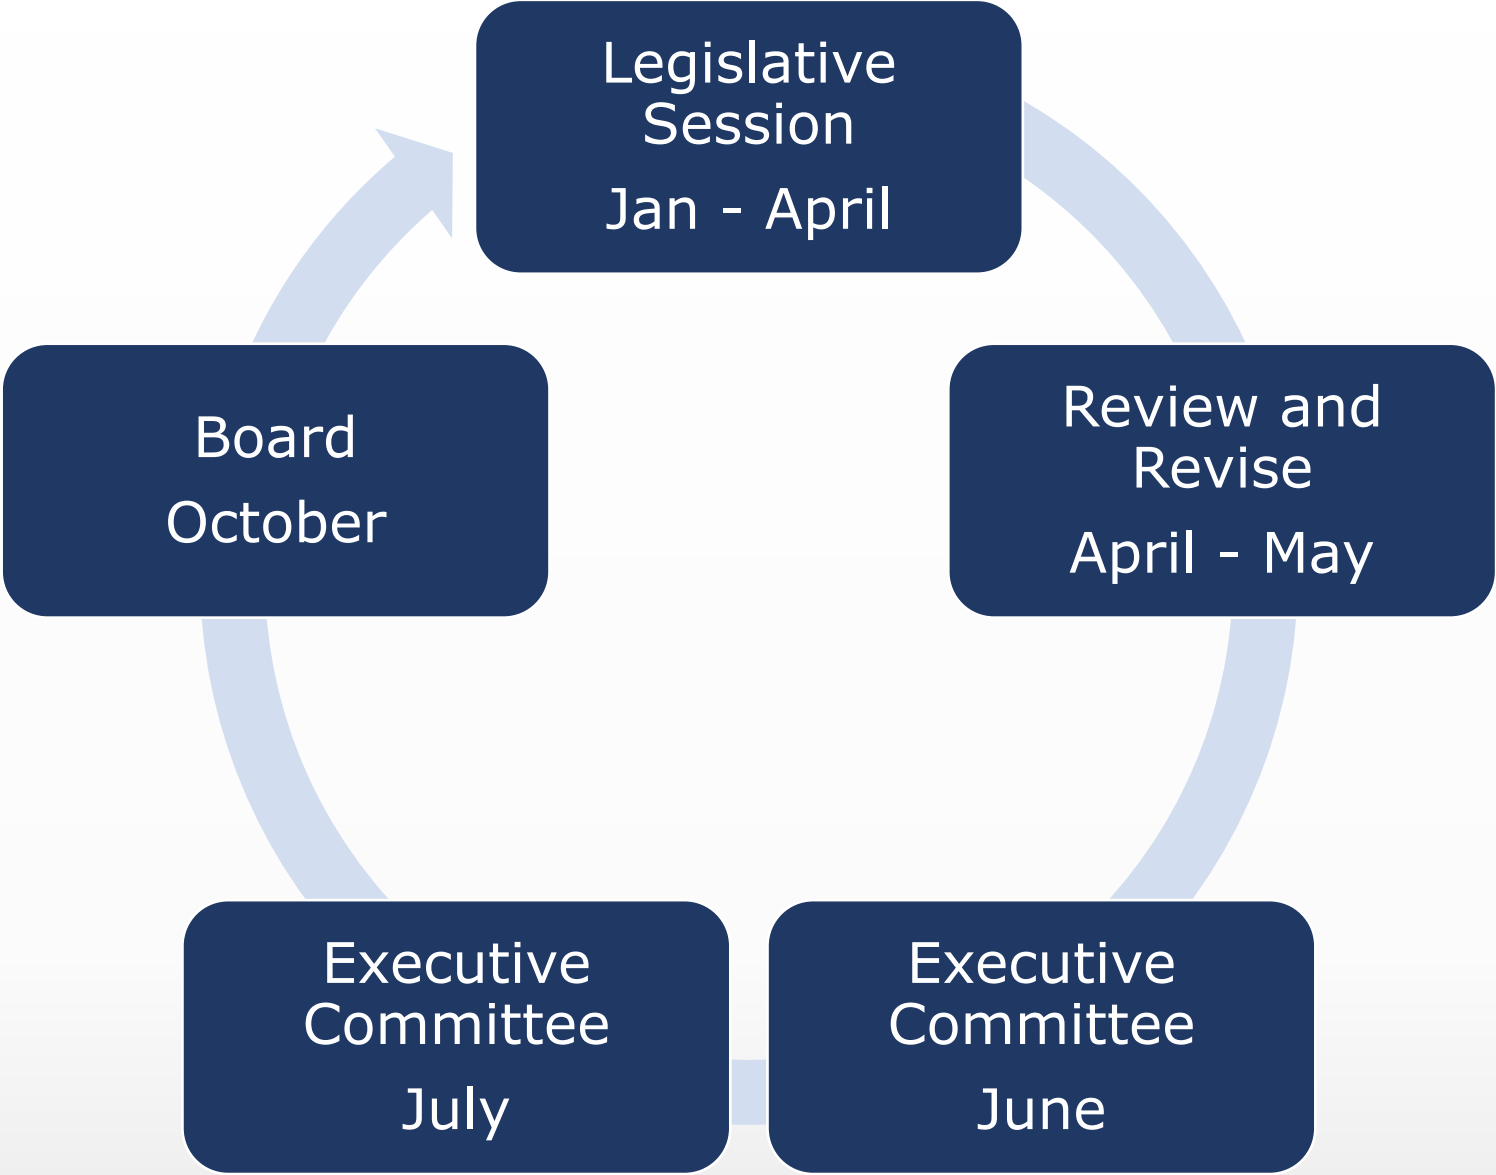 Legislative
Session
Jan - April
Review and
Revise
April - May
Executive
Committee
June
Executive
Committee
July
Board
October